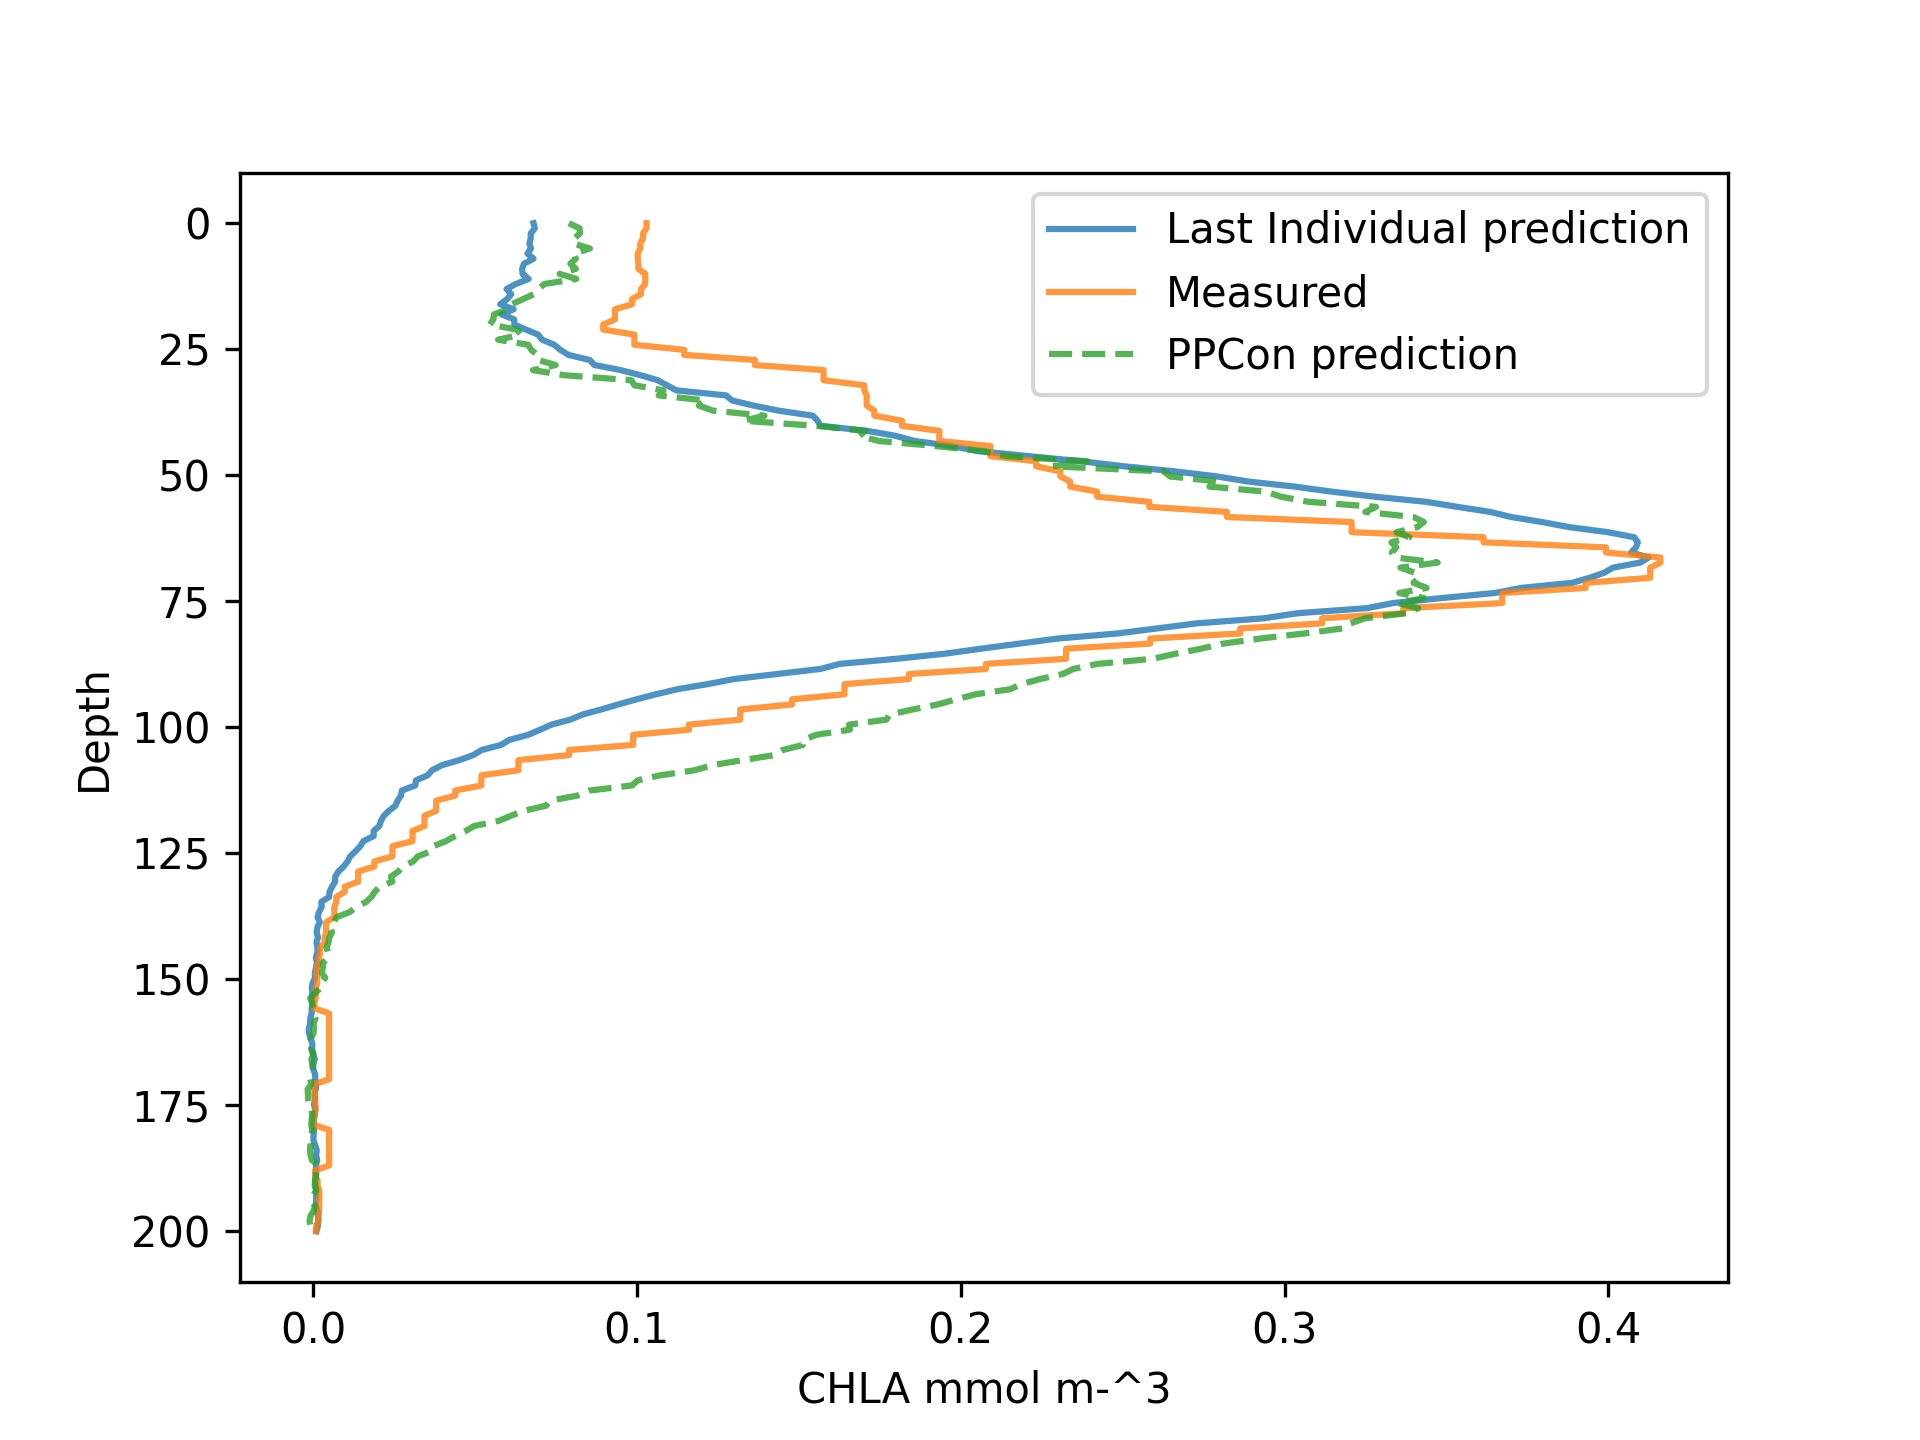 Last Individual prediction
Measured
PPCon prediction
0
25
50
75
100
125
150
175
200
Depth
0.0 0.1 0.2 0.3 0.4
CHLA mmol m-^3